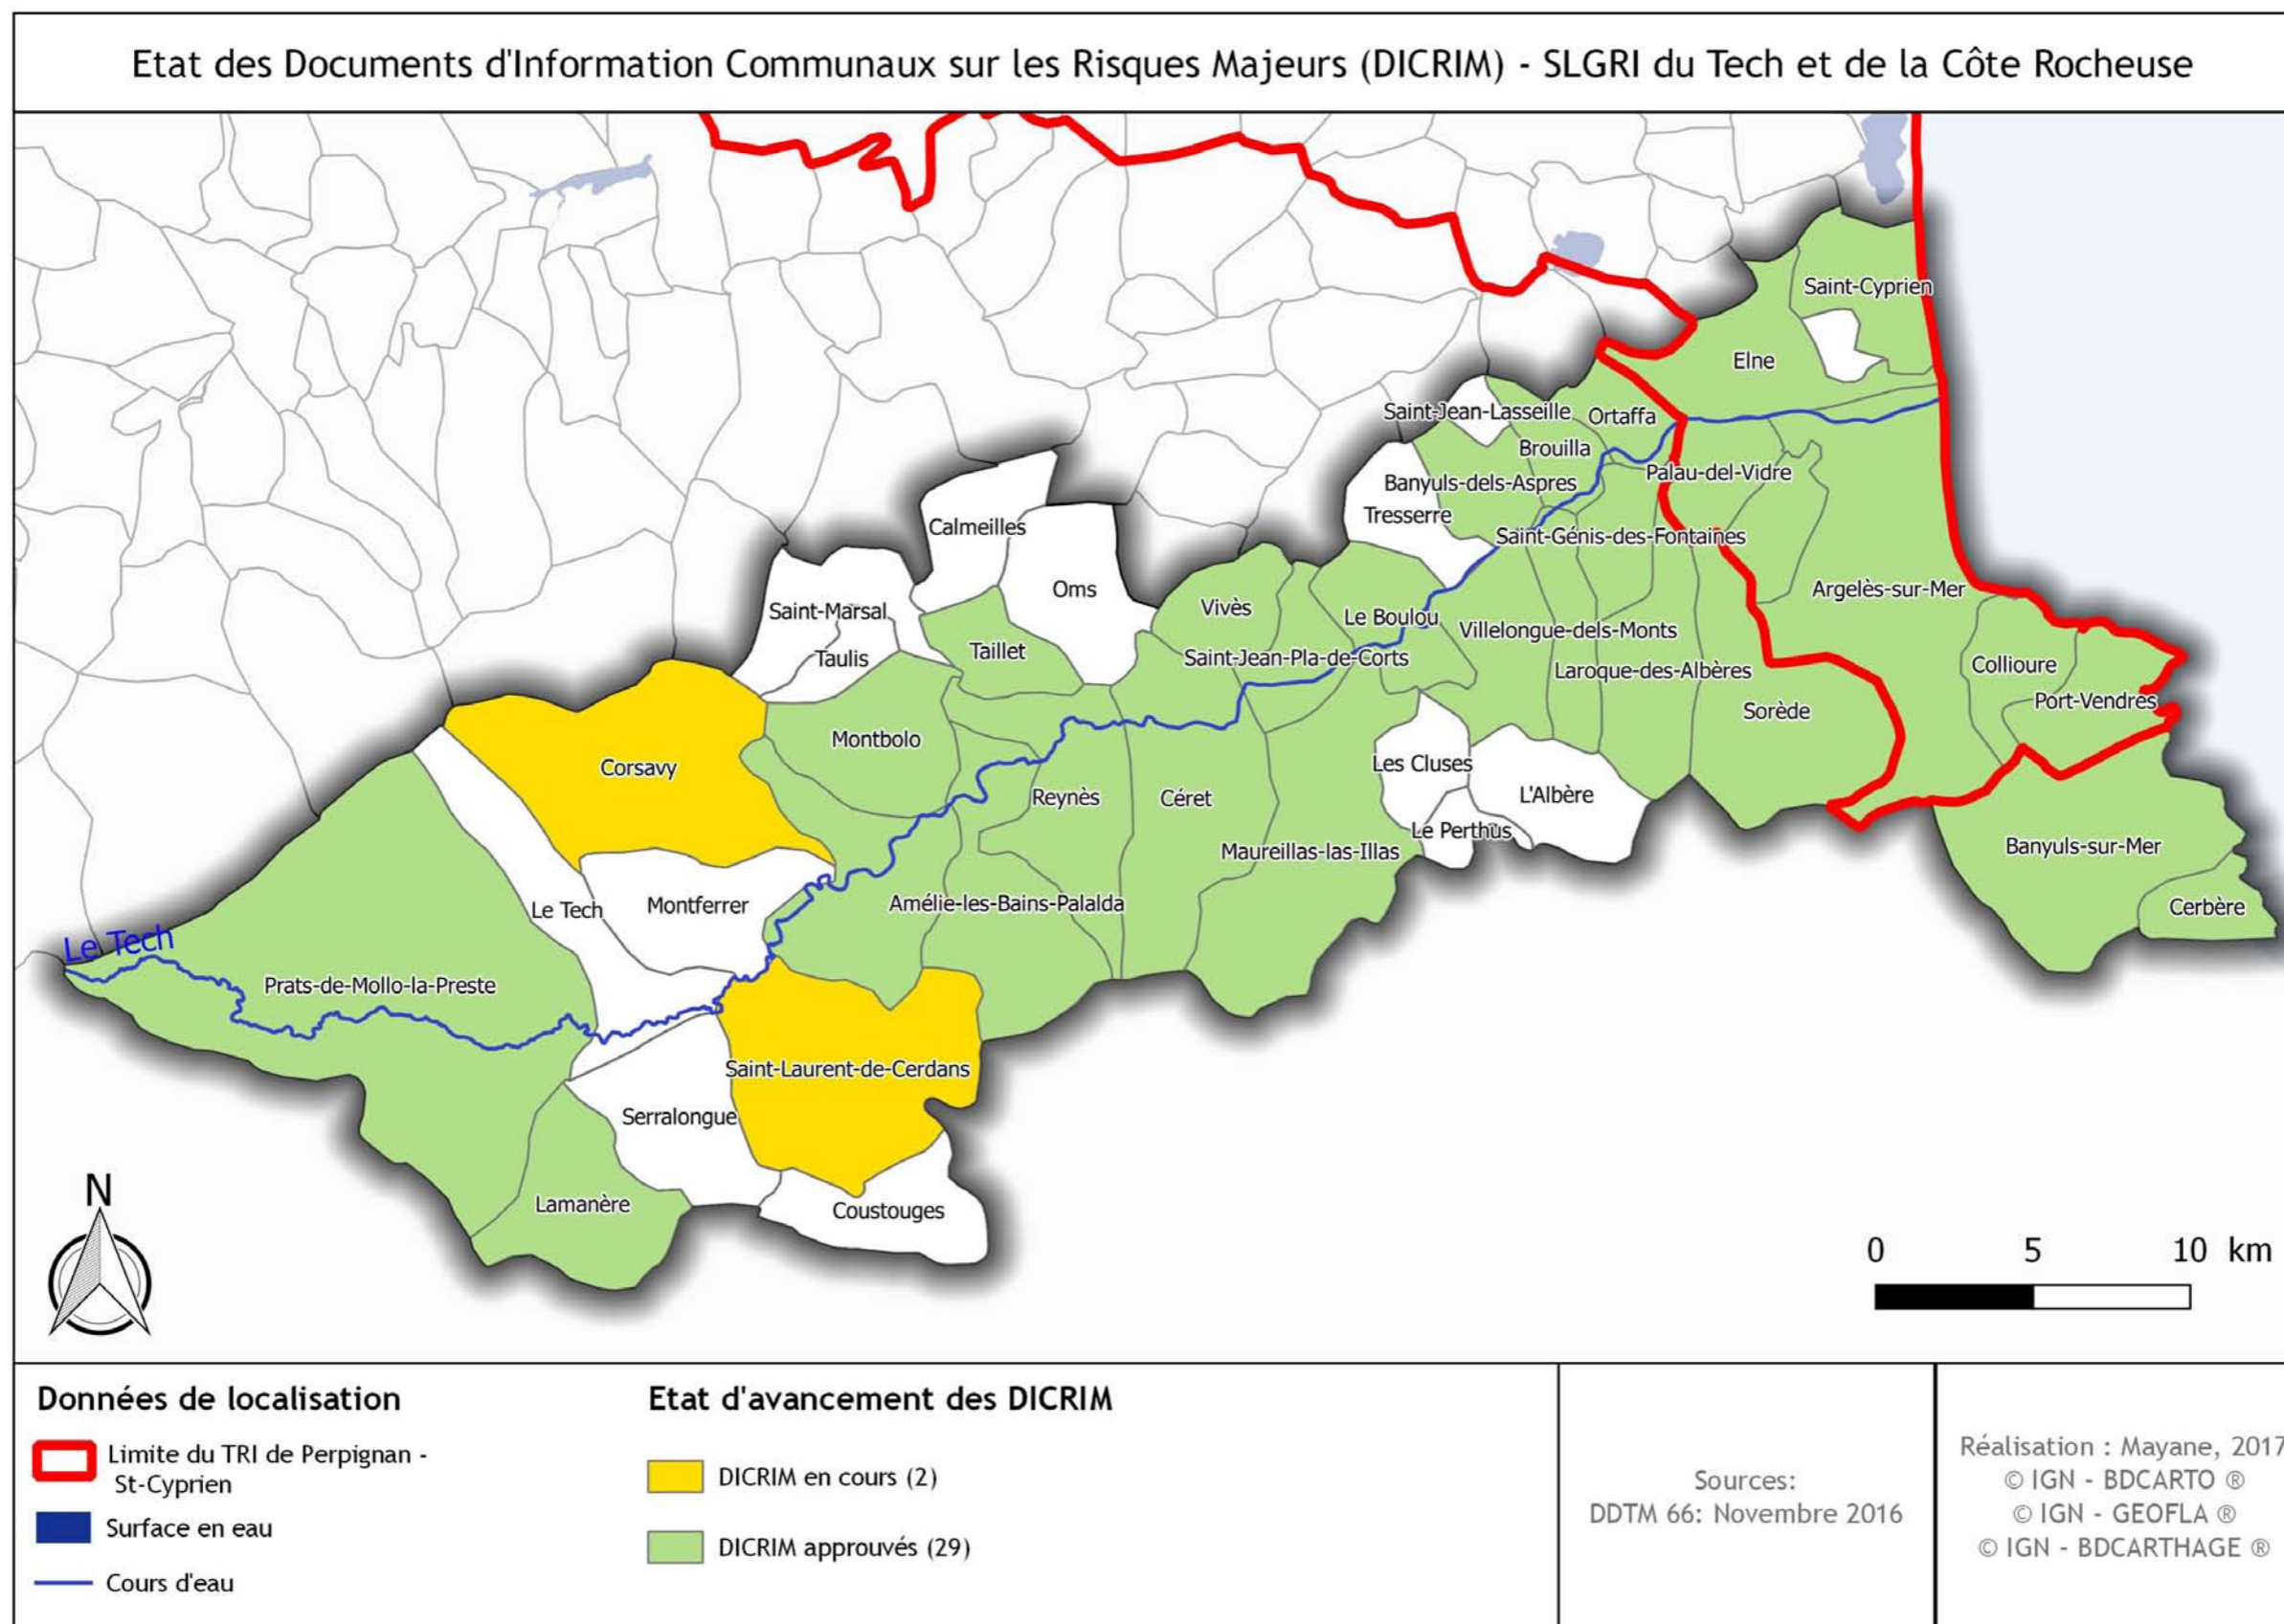 Etat des Documents d'Information Communaux sur les Risques Majeurs (DICRIM) - SLGRI du Tech et de la Côte Rocheuse
Saint-Cyprien
Elne
Saint-Jean-Lasseille
Ortaffa
Brouilla
Palau-del-Vidre
Banyuls-dels-Aspres
Tresserre
Calmeilles
Saint-Génis-des-Fontaines
Oms
Argelès-sur-Mer
Vivès
Saint-Marsal
Le Boulou
Villelongue-dels-Monts
Taillet
Taulis
Saint-Jean-Pla-de-Corts
Collioure
Laroque-des-Albères
Port-Vendres
Sorède
Montbolo
Les Cluses
Corsavy
L'Albère
Reynès
Céret
Le Perthus
Banyuls-sur-Mer
Maureillas-las-Illas
Amélie-les-Bains-Palalda
Cerbère
Montferrer
Le Tech
Le Tech
Prats-de-Mollo-la-Preste
Saint-Laurent-de-Cerdans
Serralongue
Lamanère
Coustouges
N
0 5 10 km
Données de localisation
Limite du TRI de Perpignan -
St-Cyprien
Surface en eau
Cours d'eau
Etat d'avancement des DICRIM
DICRIM en cours (2)
DICRIM approuvés (29)
Sources:
DDTM 66: Novembre 2016
Réalisation : Mayane, 2017
© IGN - BDCARTO ®
© IGN - GEOFLA ®
© IGN - BDCARTHAGE ®